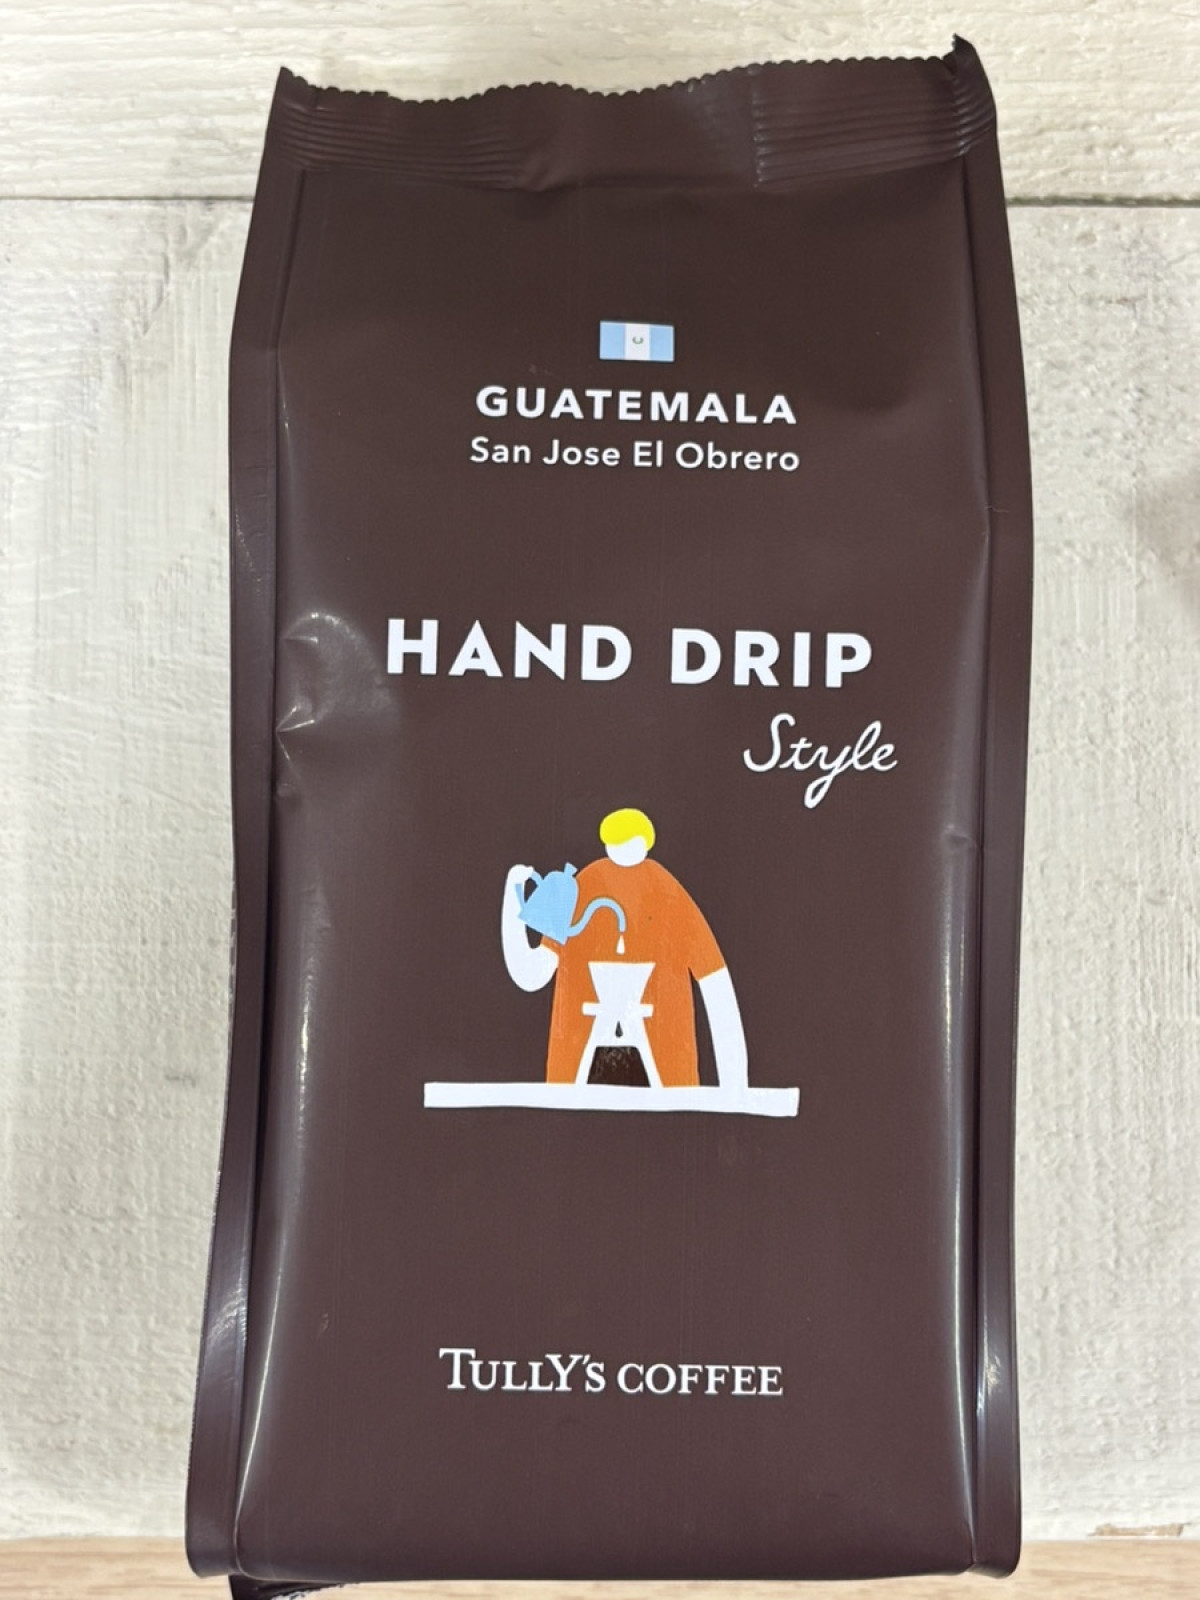 GUATEMALA
San Jose El Obrero
HAND DRIP
Style
TULLY'S COFFEE